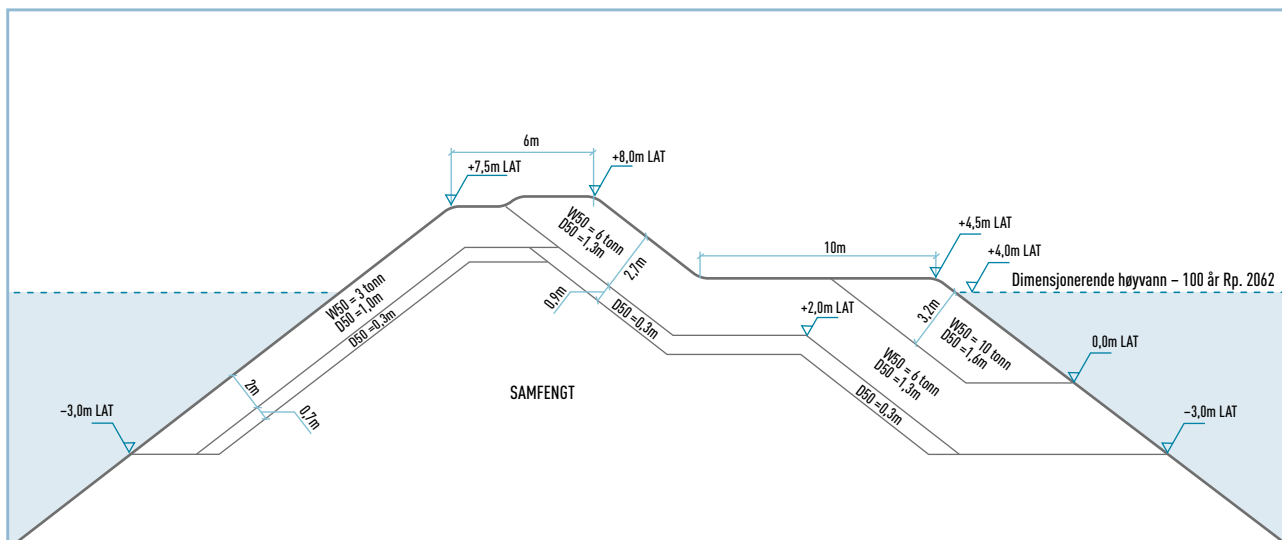 6m
+7,5m LAT
+8,0m LAT
W50 = 6 tonn
D50 =1,3m
2,7m
0,9m
D50 =0,3m
W50 = 3 tonn
D50 =1,0m
D50 =0,3m
2m
0,7m
−3,0m LAT
SAMFENGT
10m
+4,5m LAT
+4,0m LAT
Dimensjonerende høyvann – 100 år Rp. 2062
3,2m
W50 = 10 tonn
D50 =1,6m
+2,0m LAT
0,0m LAT
W50 = 6 tonn
D50 =1,3m
D50 =0,3m
−3,0m LAT